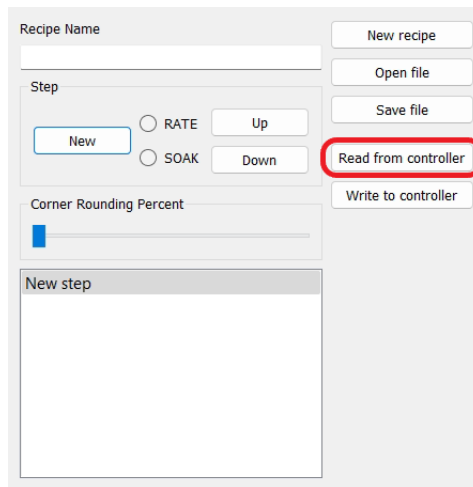 Recipe Name
New recipe
Open file
Save file
Read from controller
Write to controller
Step
New
RATE
SOAK
Up
Down
Corner Rounding Percent
New step